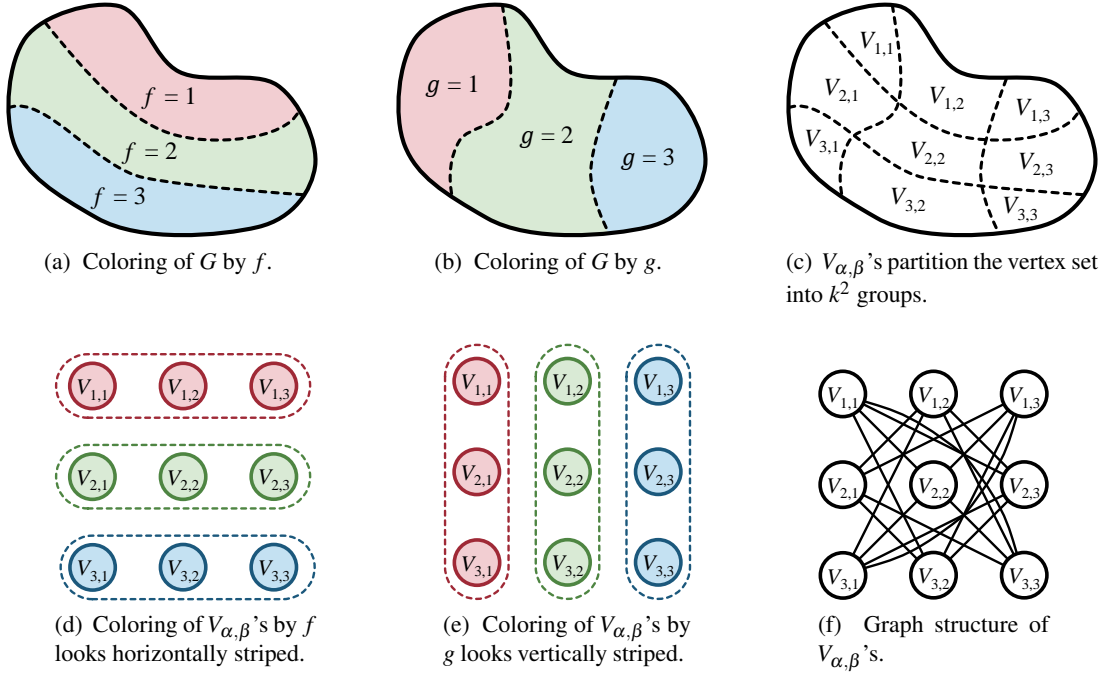 f = 1
f = 2
f = 3
(a) Coloring of G by f.
g = 1
g = 2
g = 3
(b) Coloring of G by g.
V1,1
V2,1
V1,2
V1,3
V3,1
V2,2
V2,3
V3,2
V3,3
(c) Vα,β's partition the vertex set
into k² groups.
V1,1 V1,2 V1,3
V2,1 V2,2 V2,3
V3,1 V3,2 V3,3
(d) Coloring of Vα,β's by f
looks horizontally striped.
V1,1 V1,2 V1,3
V2,1 V2,2 V2,3
V3,1 V3,2 V3,3
(e) Coloring of Vα,β's by
g looks vertically striped.
V1,1 V1,2 V1,3
V2,1 V2,2 V2,3
V3,1 V3,2 V3,3
(f) Graph structure of
Vα,β's.